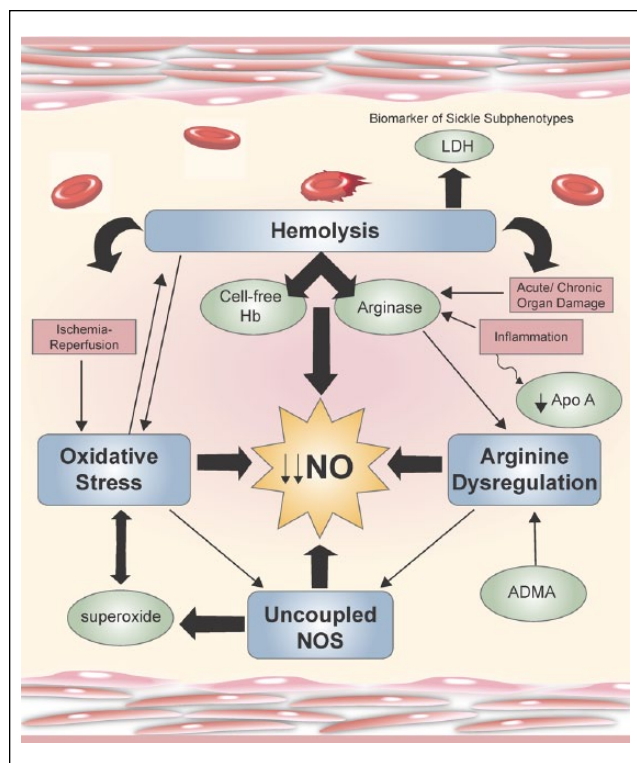 Biomarker of Sickle Subphenotypes
LDH
Hemolysis
Cell-free
Hb
Arginase
Acute/ Chronic
Organ Damage
Ischemia-
Reperfusion
Inflammation
↓ Apo A
Oxidative
Stress
↓↓NO
Arginine
Dysregulation
superoxide
Uncoupled
NOS
ADMA